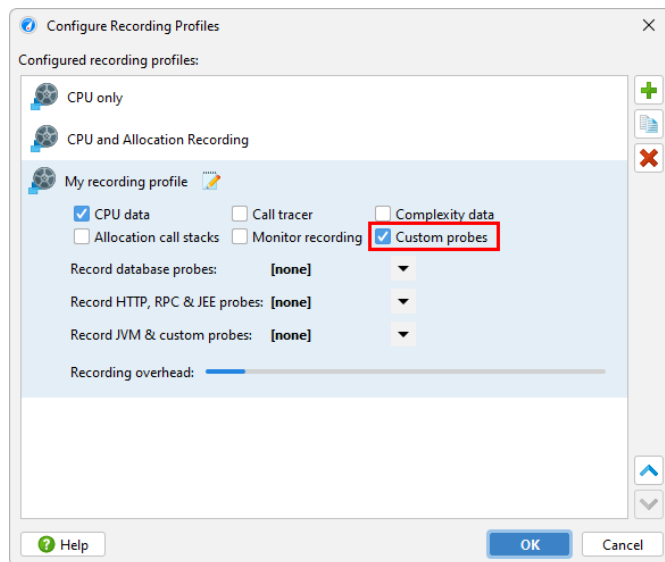 Configure Recording Profiles
Configured recording profiles:
CPU only
CPU and Allocation Recording
My recording profile
CPU data Call tracer Complexity data
Allocation call stacks Monitor recording Custom probes
Record database probes: [none]
Record HTTP, RPC & JEE probes: [none]
Record JVM & custom probes: [none]
Recording overhead:
Help OK Cancel